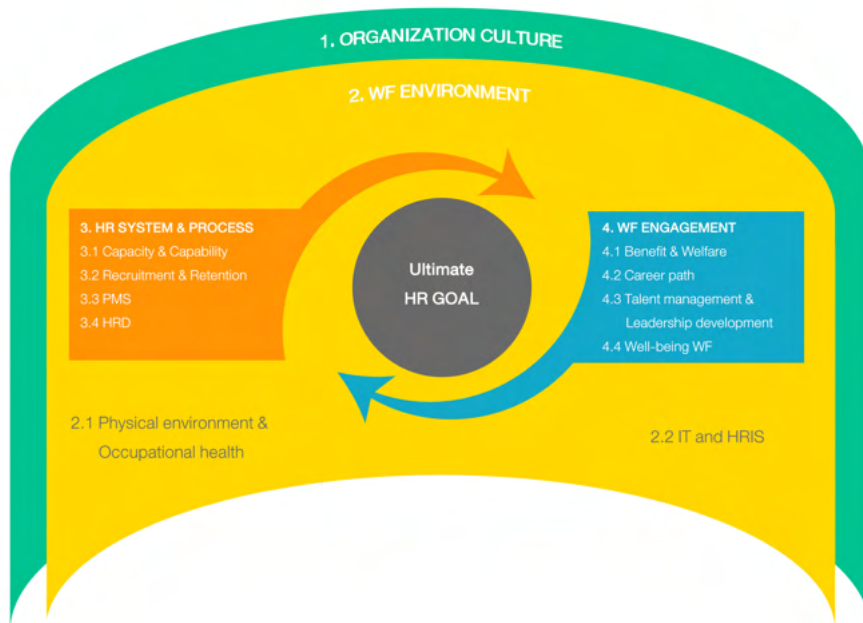 1. ORGANIZATION CULTURE
2. WF ENVIRONMENT
3. HR SYSTEM & PROCESS
3.1 Capacity & Capability
3.2 Recruitment & Retention
3.3 PMS
3.4 HRD
Ultimate
HR GOAL
4. WF ENGAGEMENT
4.1 Benefit & Welfare
4.2 Career path
4.3 Talent management &
Leadership development
4.4 Well-being WF
2.1 Physical environment &
Occupational health
2.2 IT and HRIS